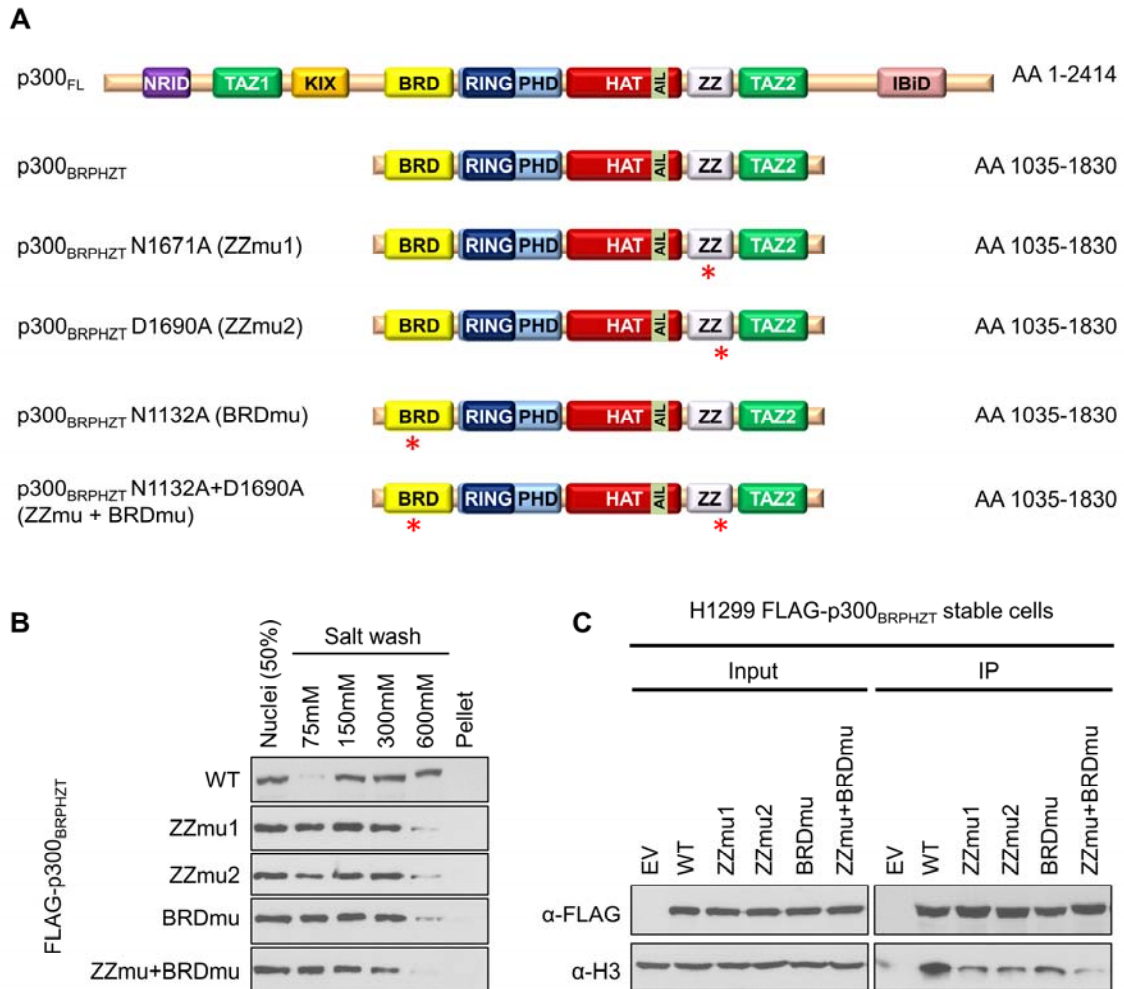 A
p300FL NRID TAZ1 KIX BRD RING PHD HAT AIL ZZ TAZ2 IBiD AA 1-2414
p300BRPHZT BRD RING PHD HAT AIL ZZ TAZ2 AA 1035-1830
p300BRPHZT N1671A (ZZmu1) BRD RING PHD HAT AIL ZZ TAZ2 AA 1035-1830
*
p300BRPHZT D1690A (ZZmu2) BRD RING PHD HAT AIL ZZ TAZ2 AA 1035-1830
*
p300BRPHZT N1132A (BRDmu) BRD RING PHD HAT AIL ZZ TAZ2 AA 1035-1830
*
p300BRPHZT N1132A+D1690A
(ZZmu + BRDmu) BRD RING PHD HAT AIL ZZ TAZ2 AA 1035-1830
* *
B
Salt wash
Nuclei (50%) 75mM 150mM 300mM 600mM Pellet
FLAG-p300BRPHZT
WT
ZZmu1
ZZmu2
BRDmu
ZZmu+BRDmu
C
H1299 FLAG-p300BRPHZT stable cells
Input IP
EV WT ZZmu1 ZZmu2 BRDmu ZZmu+BRDmu EV WT ZZmu1 ZZmu2 BRDmu ZZmu+BRDmu
α-FLAG
α-H3